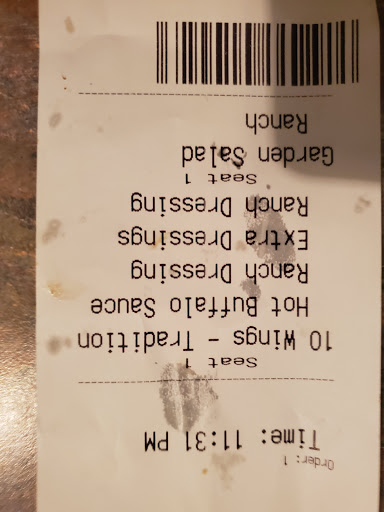 Order: 1
Time: 11:31 PM
Seat 1
10 Wings - Tradition
Hot Buffalo Sauce
Ranch Dressing
Extra Dressings
Ranch Dressing
Seat 1
Garden Salad
Ranch